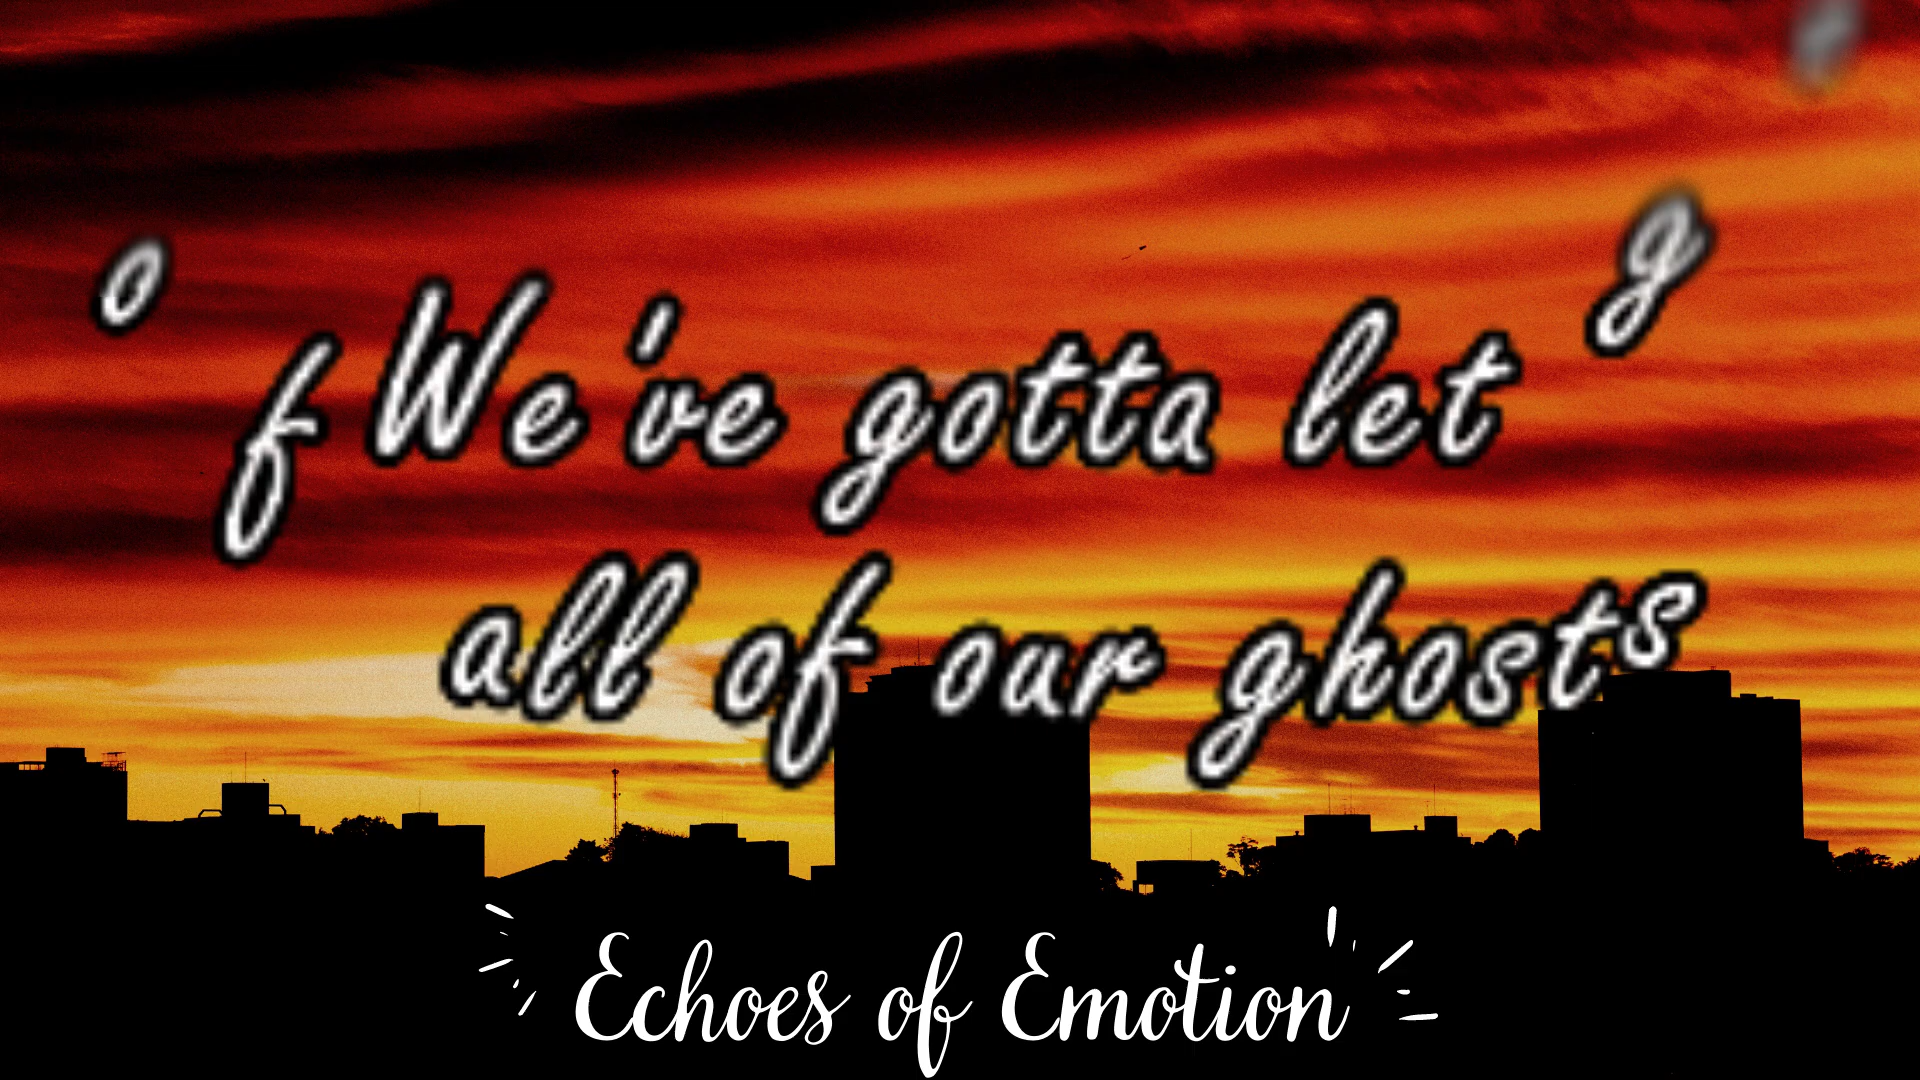 o f We've gotta let g
all of our ghosts
Echoes of Emotion